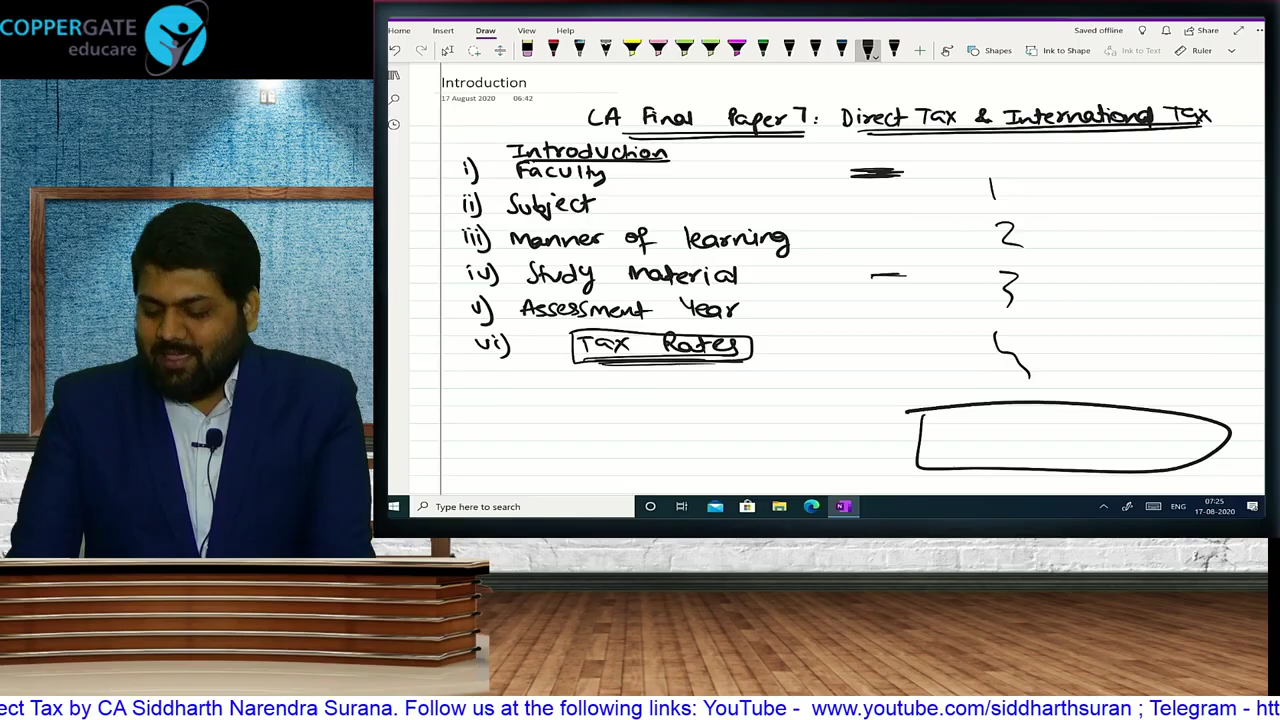 COPPERGATE
educare
Home Insert Draw View Help Saved offline Share
Shapes Ink to Shape Ink to Text Ruler
Introduction
17 August 2020 06:42
CA Final Paper 7: Direct Tax & International Tax
Introduction
i) Faculty
ii) Subject
iii) Manner of learning
iv) Study Material
v) Assessment Year
vi) Tax Rates
1
2
3
4
Type here to search
ENG
07:25
17-08-2020
ect Tax by CA Siddharth Narendra Surana. Follow us at the following links: YouTube - www.youtube.com/siddharthsuran ; Telegram - htt